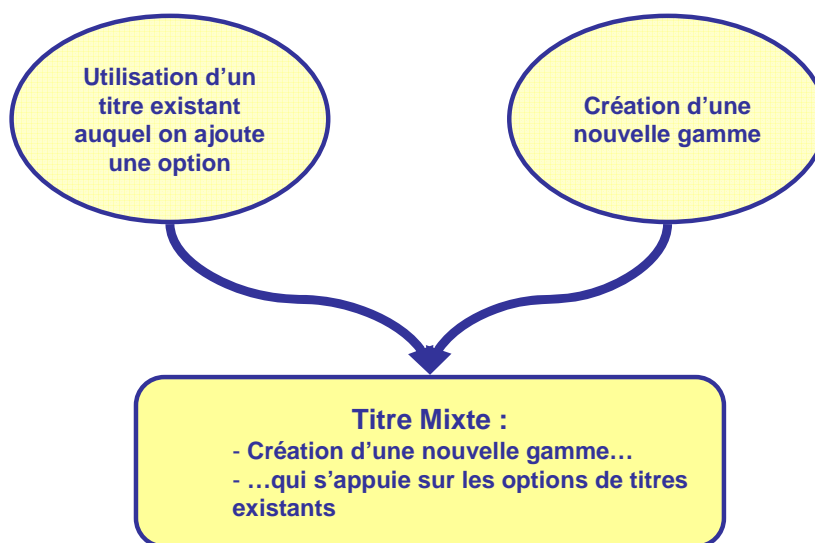 Utilisation d’un
titre existant
auquel on ajoute
une option
Création d’une
nouvelle gamme
Titre Mixte :
- Création d’une nouvelle gamme…
- …qui s’appuie sur les options de titres
existants